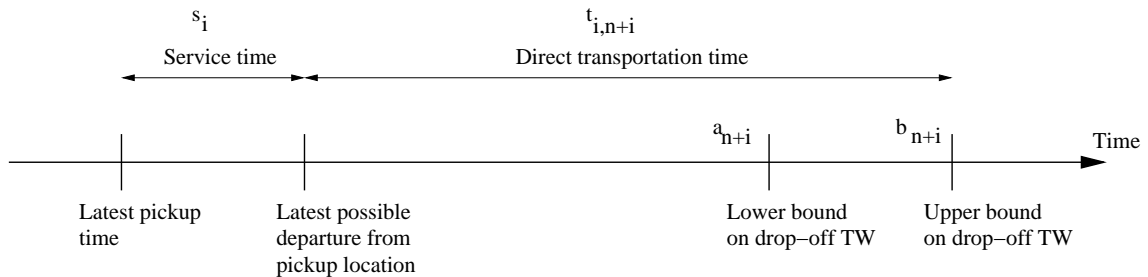 s_i
t_{i,n+i}
Service time
Direct transportation time
a_{n+i}
b_{n+i}
Time
Latest pickup
time
Latest possible
departure from
pickup location
Lower bound
on drop−off TW
Upper bound
on drop−off TW